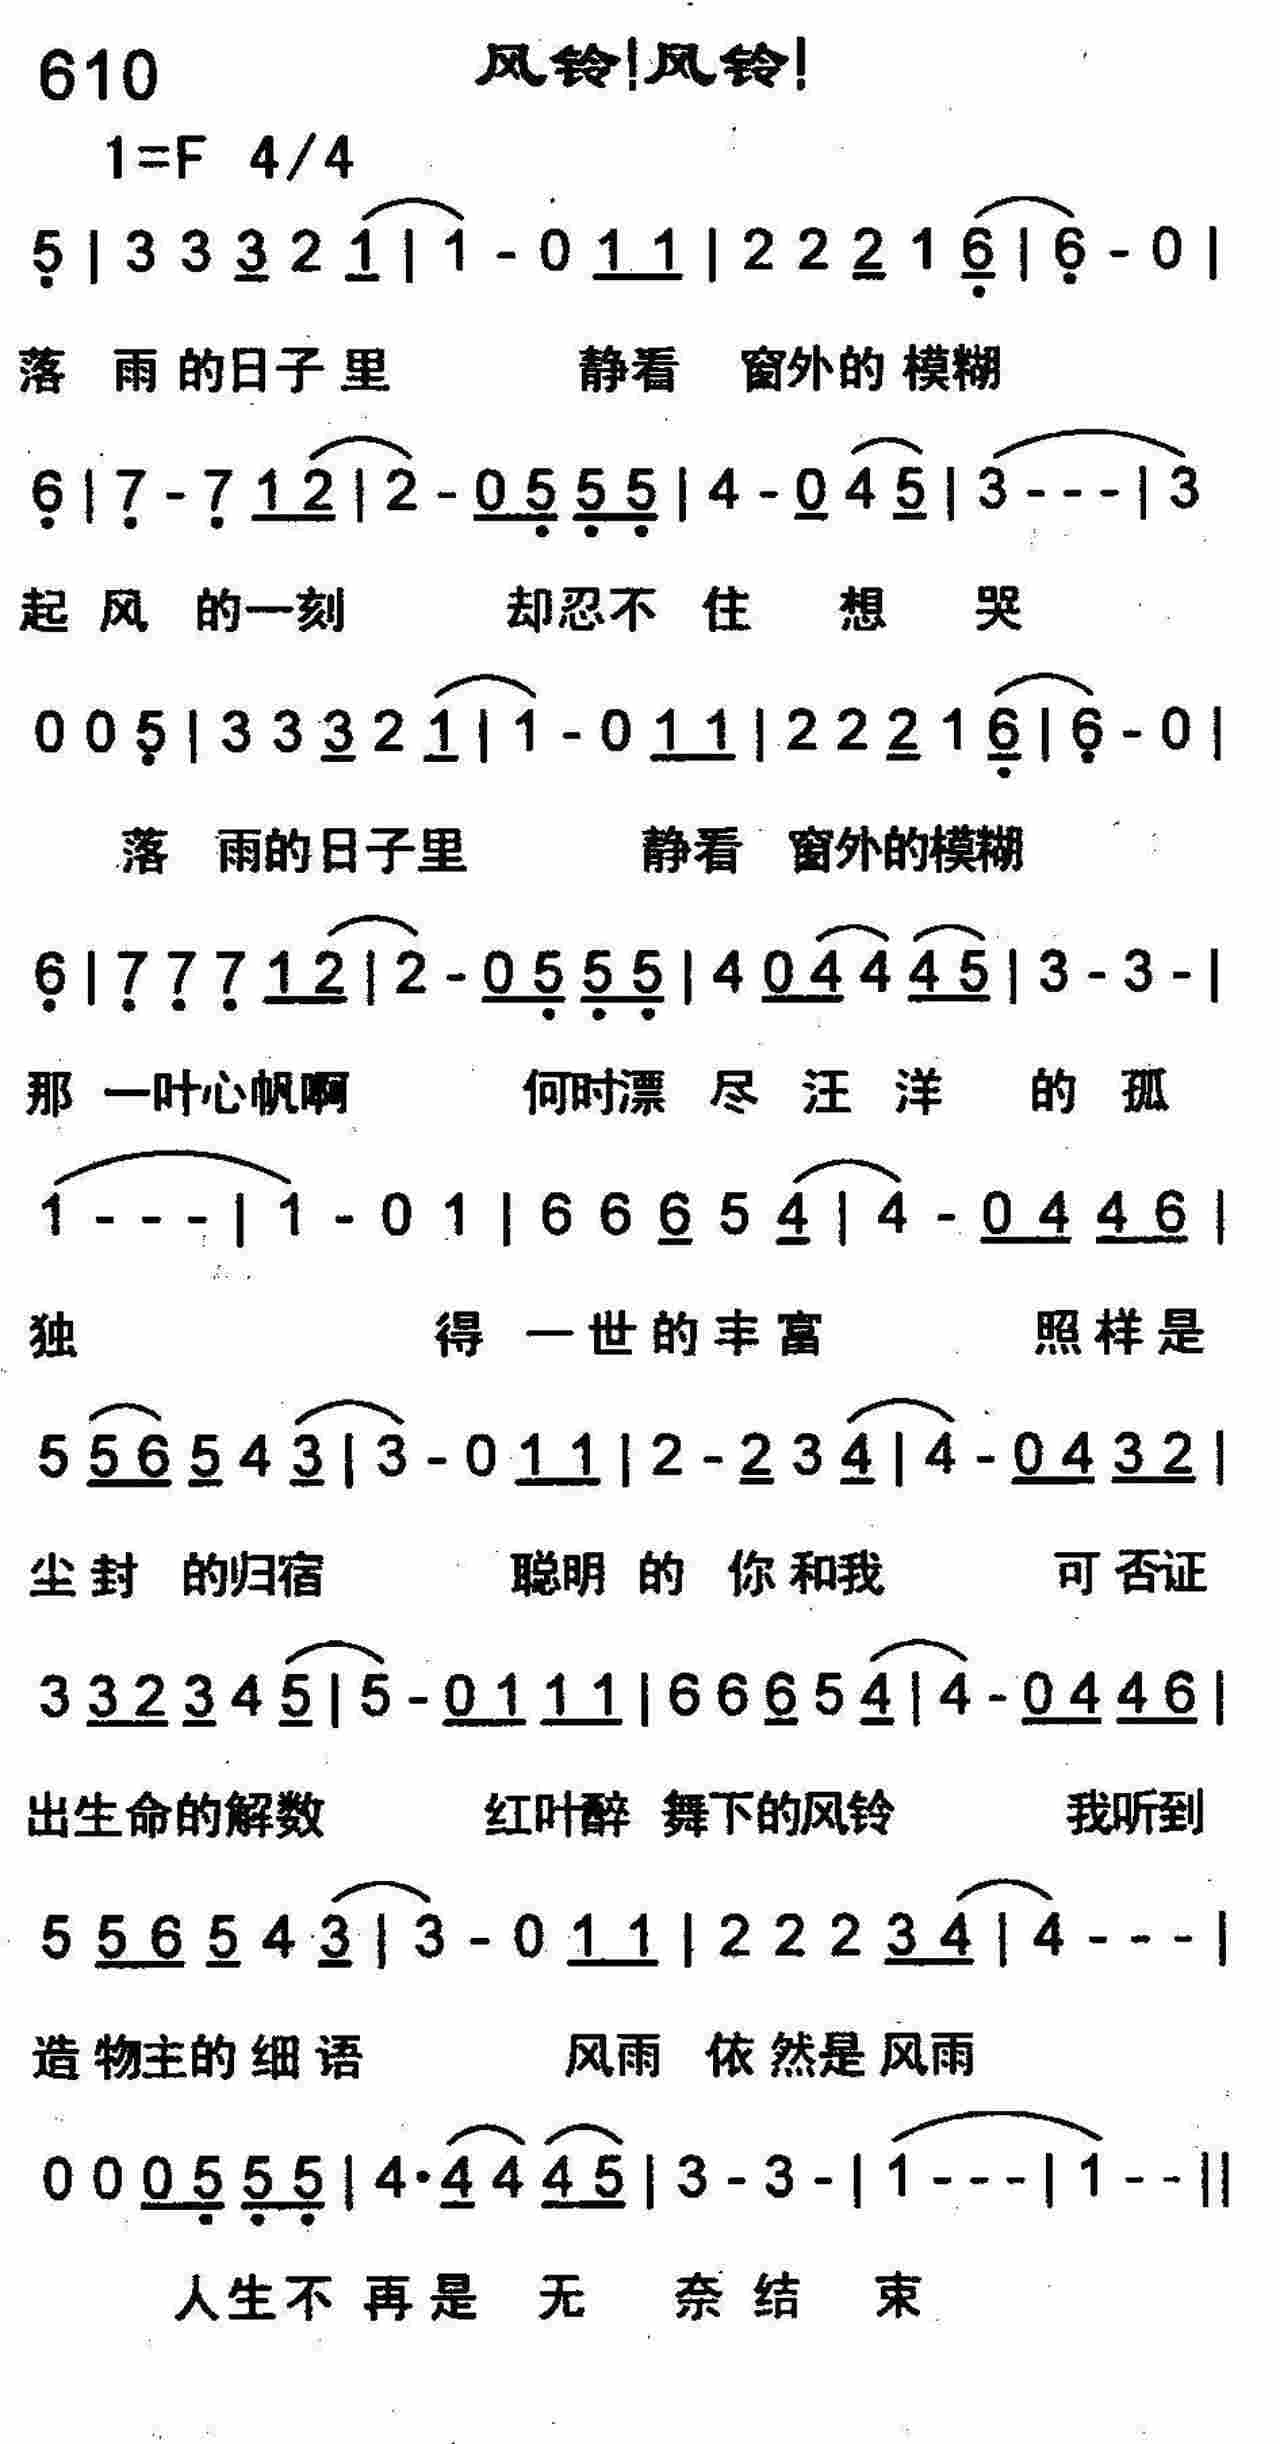 610 风铃!风铃!
1=F 4/4
5 | 3 3 3 2 1 | 1 - 0 1 1 | 2 2 2 1 6 | 6 - 0 |
落 雨的日子里 静看 窗外的模糊
6 | 7 - 7 1 2 | 2 - 0 5 5 5 | 4 - 0 4 5 | 3 - - - | 3
起风 的一刻 却忍不 住 想 哭
0 0 5 | 3 3 3 2 1 | 1 - 0 1 1 | 2 2 2 1 6 | 6 - 0 |
落 雨的日子里 静看 窗外的模糊
6 | 7 7 7 1 2 | 2 - 0 5 5 5 | 4 0 4 4 4 5 | 3 - 3 - |
那 一叶心帆啊 何时漂 尽 汪 洋 的 孤
1 - - - | 1 - 0 1 | 6 6 6 5 4 | 4 - 0 4 4 6 |
独 得 一世的丰富 照样是
5 5 6 5 4 3 | 3 - 0 1 1 | 2 - 2 3 4 | 4 - 0 4 3 2 |
尘封 的归宿 聪明 的 你和我 可否证
3 3 2 3 4 5 | 5 - 0 1 1 1 | 6 6 6 5 4 | 4 - 0 4 4 6 |
出生命的解数 红叶醉 舞下的风铃 我听到
5 5 6 5 4 3 | 3 - 0 1 1 | 2 2 2 3 4 | 4 - - - |
造物主的细语 风雨 依然是风雨
0 0 0 5 5 5 | 4· 4 4 4 5 | 3 - 3 - | 1 - - - | 1 - - ||
人生不 再是 无 奈结 束